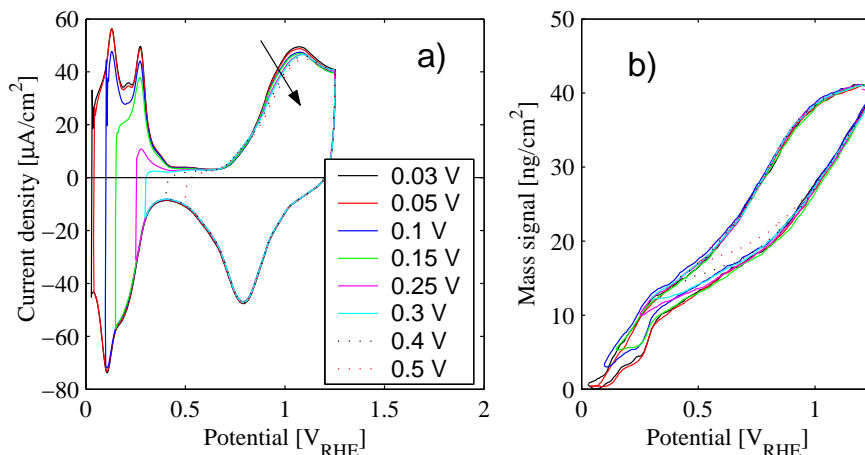 60
40
20
0
−20
−40
−60
−80
0
0.5
1
1.5
2
Current density [µA/cm²]
Potential [V_RHE]
a)
0.03 V
0.05 V
0.1 V
0.15 V
0.25 V
0.3 V
0.4 V
0.5 V
50
40
30
20
10
0
0
0.5
1
Mass signal [ng/cm²]
Potential [V_RHE]
b)